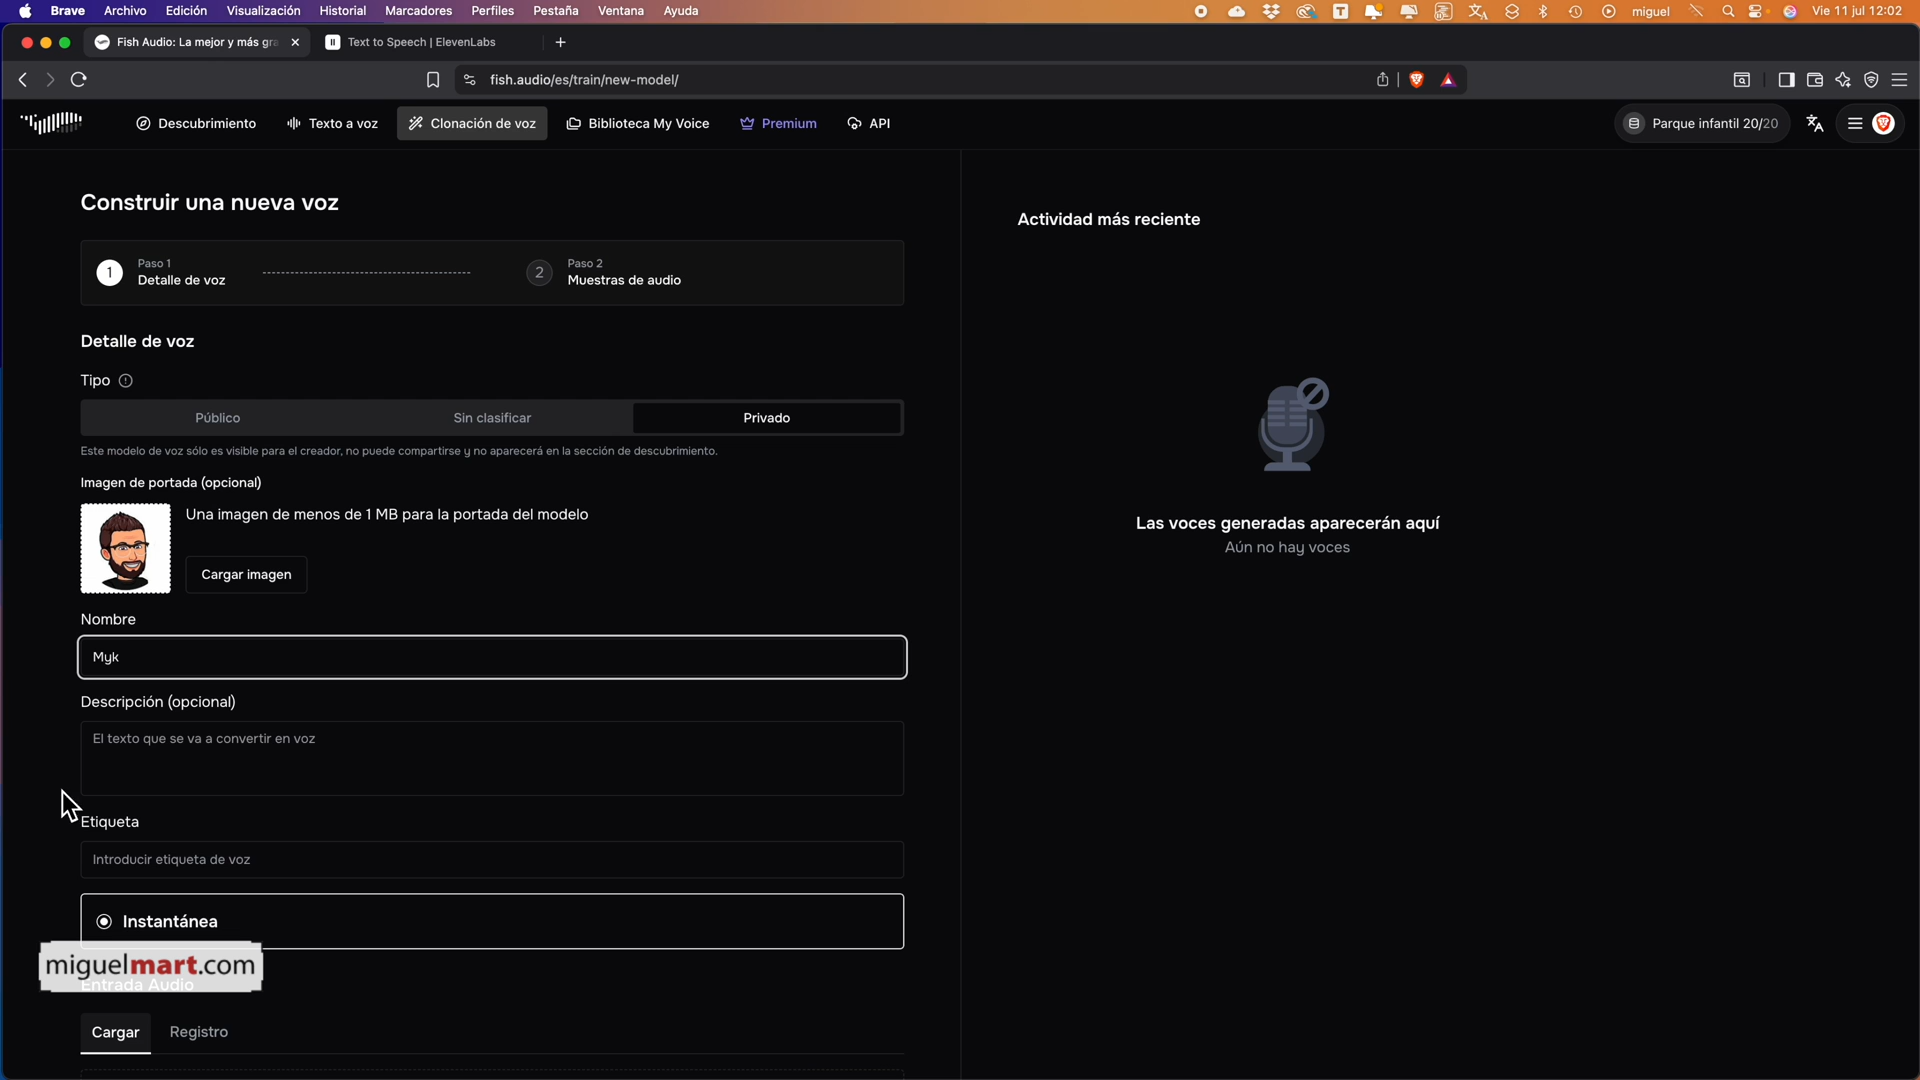 Brave Archivo Edición Visualización Historial Marcadores Perfiles Pestaña Ventana Ayuda miguel Vie 11 jul 12:02
Fish Audio: La mejor y más gra Text to Speech | ElevenLabs
fish.audio/es/train/new-model/
Descubrimiento Texto a voz Clonación de voz Biblioteca My Voice Premium API Parque infantil 20/20
Construir una nueva voz
Actividad más reciente
1 Paso 1 2 Paso 2
Detalle de voz Muestras de audio
Detalle de voz
Tipo
Público Sin clasificar Privado
Este modelo de voz sólo es visible para el creador, no puede compartirse y no aparecerá en la sección de descubrimiento.
Imagen de portada (opcional)
Una imagen de menos de 1 MB para la portada del modelo
Cargar imagen
Las voces generadas aparecerán aquí
Aún no hay voces
Nombre
Myk
Descripción (opcional)
El texto que se va a convertir en voz
Etiqueta
Introducir etiqueta de voz
Instantánea
miguelmart.com
Entrada Audio
Cargar Registro